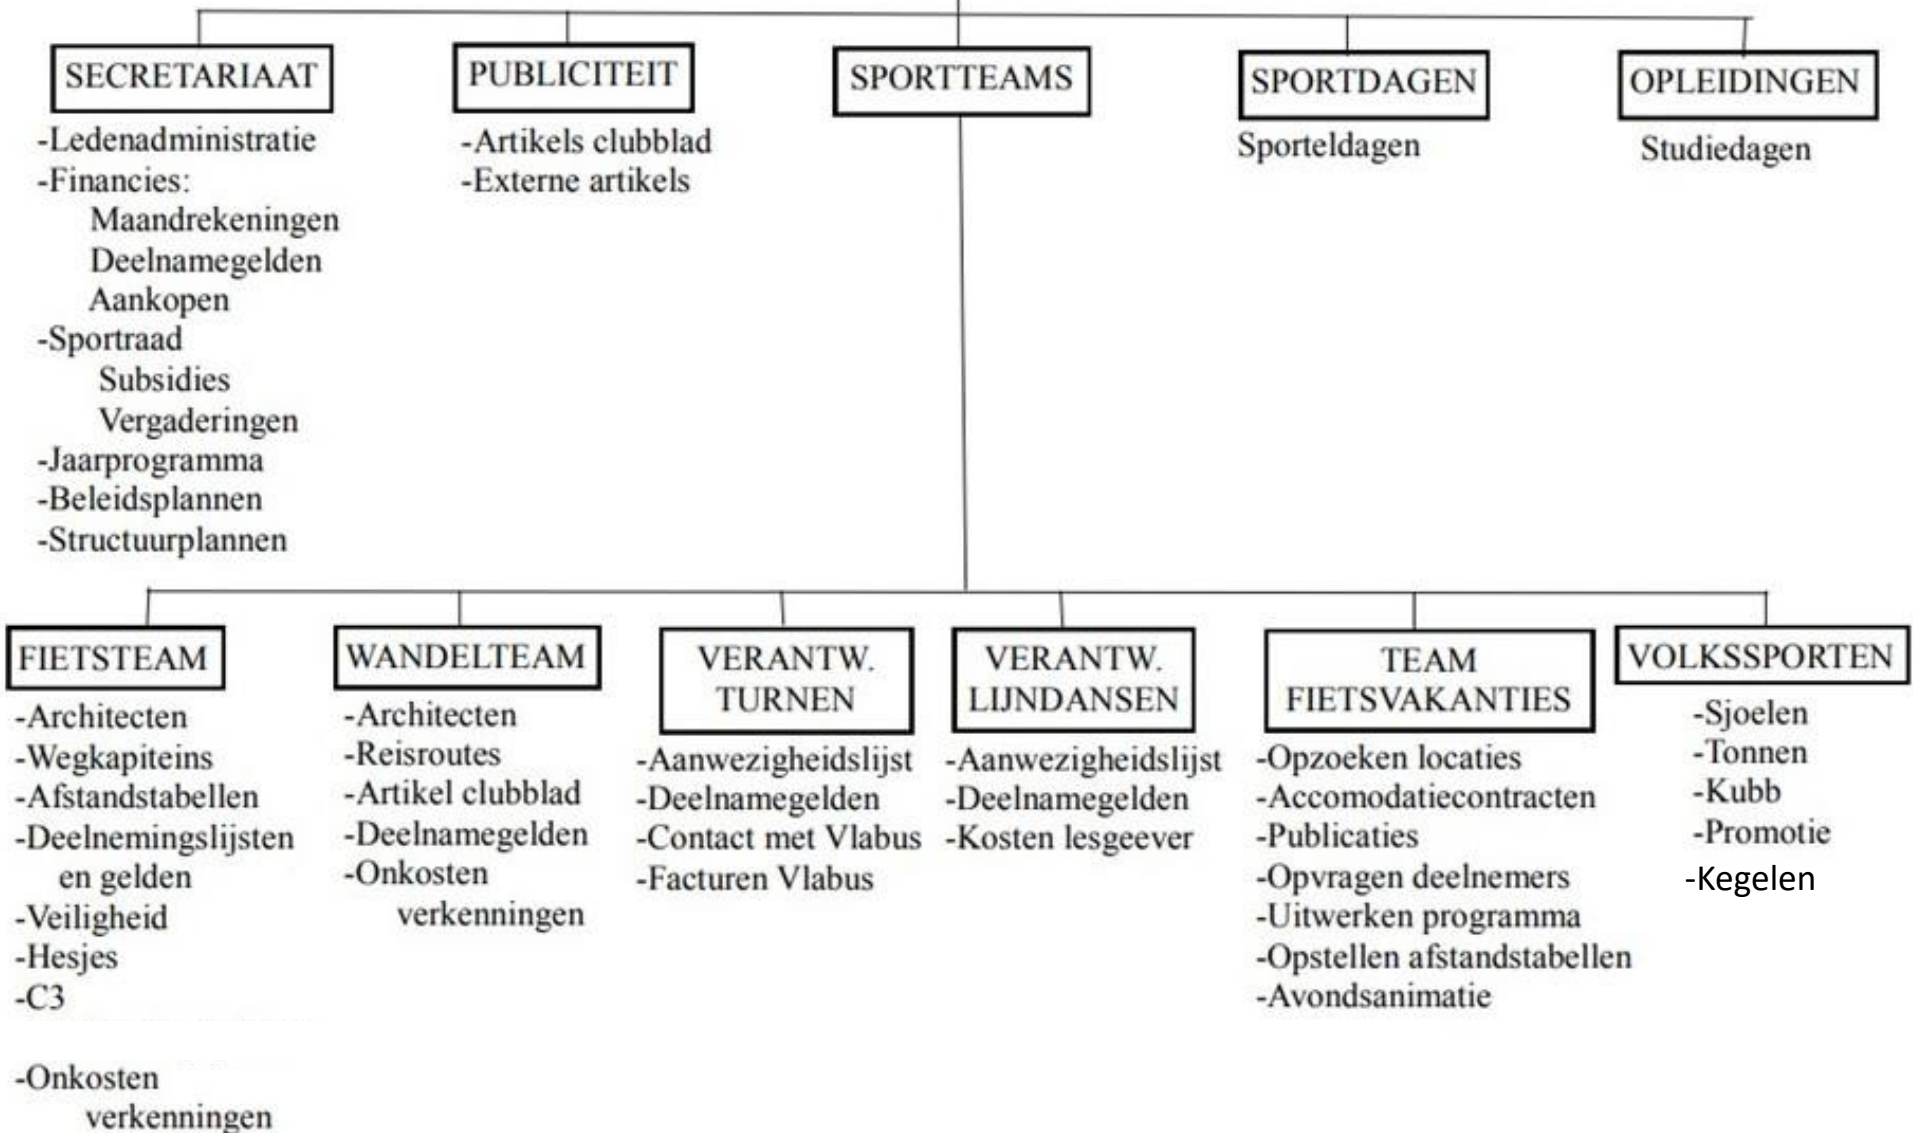 SECRETARIAAT
-Ledenadministratie
-Financies:
Maandrekeningen
Deelnamegelden
Aankopen
-Sportraad
Subsidies
Vergaderingen
-Jaarprogramma
-Beleidsplannen
-Structuurplannen
PUBLICITEIT
-Artikels clubblad
-Externe artikels
SPORTTEAMS
SPORTDAGEN
Sporteldagen
OPLEIDINGEN
Studiedagen
FIETSTEAM
-Architecten
-Wegkapiteins
-Afstandstabellen
-Deelnemingslijsten
en gelden
-Veiligheid
-Hesjes
-C3
-Onkosten
verkenningen
WANDELTEAM
-Architecten
-Reisroutes
-Artikel clubblad
-Deelnamegelden
-Onkosten
verkenningen
VERANTW.
TURNEN
-Aanwezigheidslijst
-Deelnamegelden
-Contact met Vlabus
-Facturen Vlabus
VERANTW.
LIJNDANSEN
-Aanwezigheidslijst
-Deelnamegelden
-Kosten lesgeever
TEAM
FIETSVAKANTIES
-Opzoeken locaties
-Accomodatiecontracten
-Publicaties
-Opvragen deelnemers
-Uitwerken programma
-Opstellen afstandstabellen
-Avondsanimatie
VOLKSSPORTEN
-Sjoelen
-Tonnen
-Kubb
-Promotie
-Kegelen